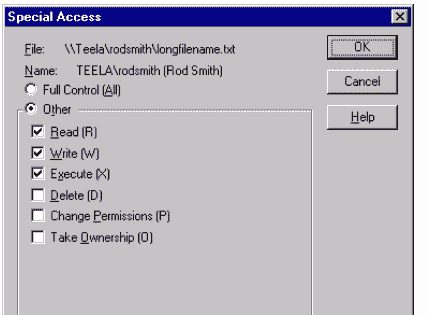 Special Access
File: \\Teela\rodsmith\longfilename.txt
OK
Name: TEELA\rodsmith (Rod Smith)
Cancel
Full Control (All)
Other
Help
Read (R)
Write (W)
Execute (X)
Delete (D)
Change Permissions (P)
Take Ownership (O)